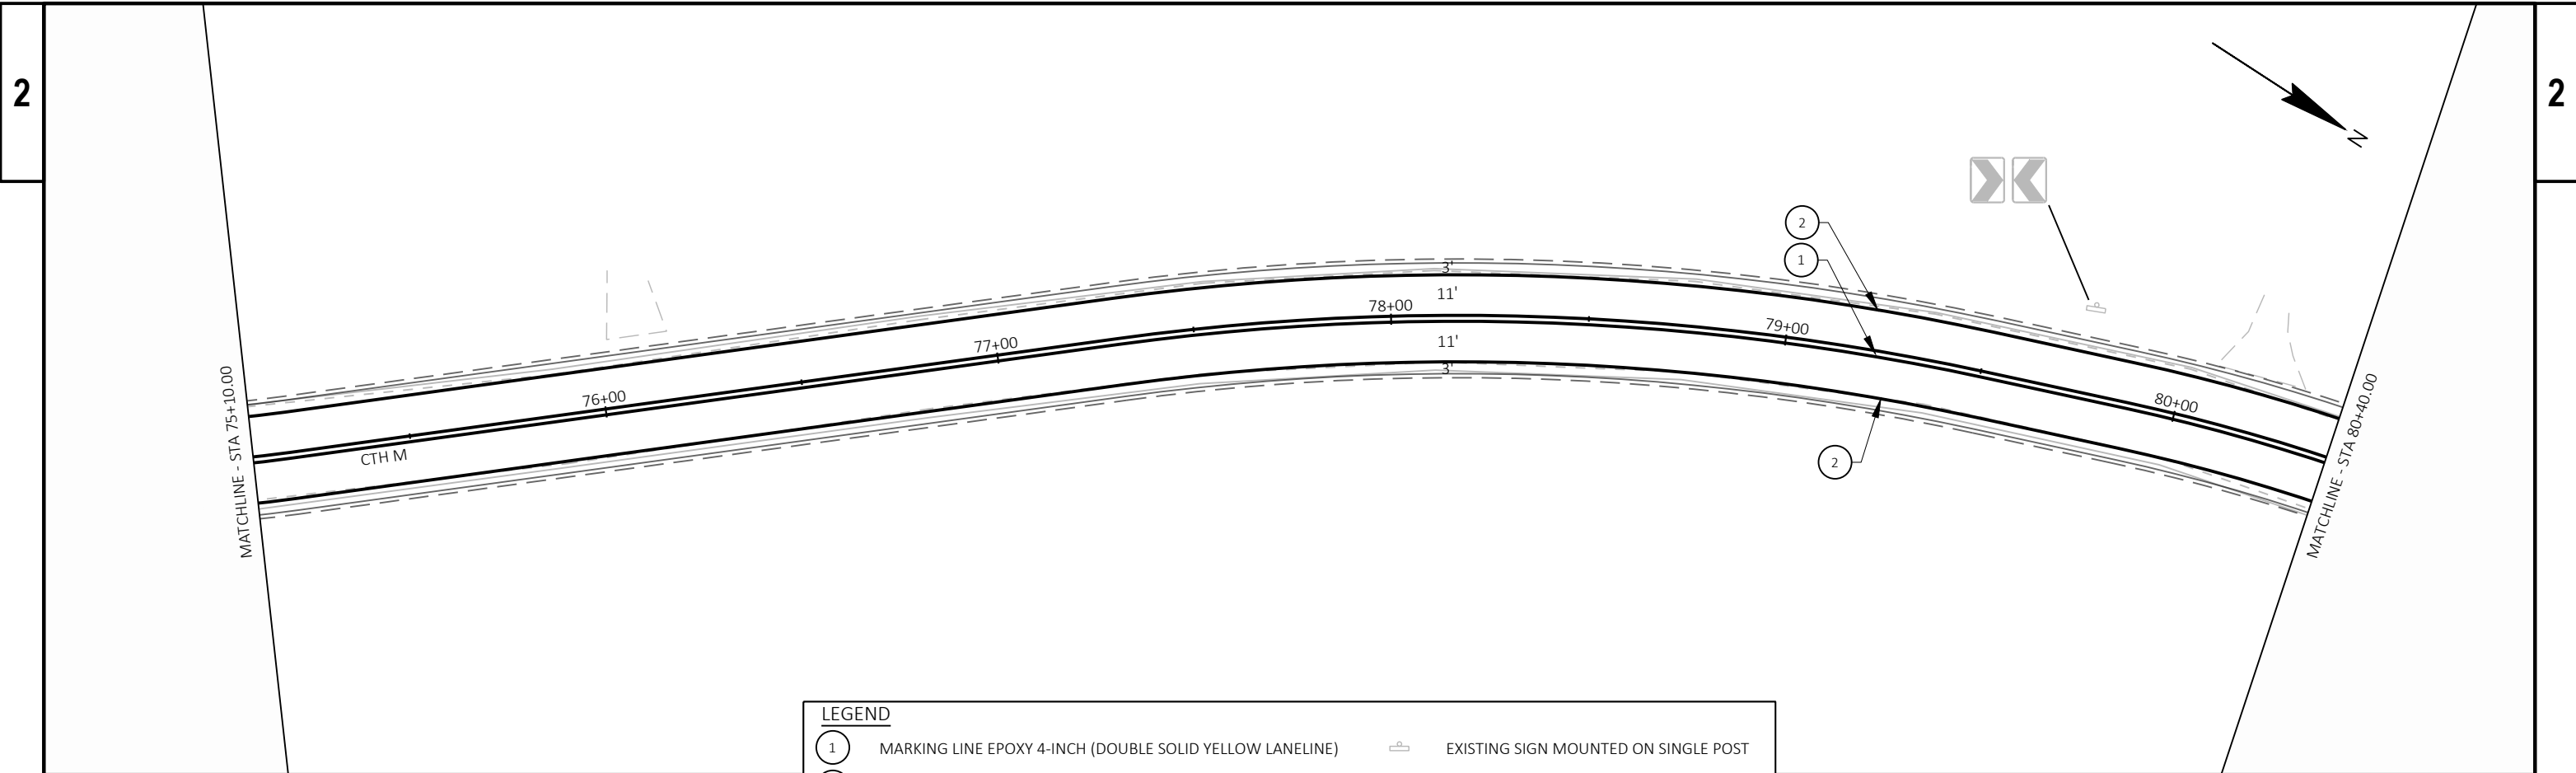 2
2
N
2
1
3'
11'
78+00
79+00
11'
77+00
3'
76+00
80+00
MATCHLINE - STA 75+10.00
CTH M
MATCHLINE - STA 80+40.00
2
LEGEND
1 MARKING LINE EPOXY 4-INCH (DOUBLE SOLID YELLOW LANELINE) EXISTING SIGN MOUNTED ON SINGLE POST